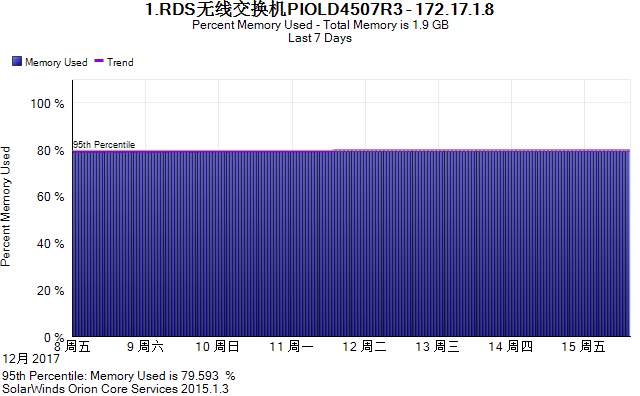 1.RDS无线交换机PIOLD4507R3 - 172.17.1.8
Percent Memory Used - Total Memory is 1.9 GB
Last 7 Days
Memory Used Trend
100 %
95th Percentile
80 %
60 %
40 %
20 %
0 %
Percent Memory Used
8 周五 9 周六 10 周日 11 周一 12 周二 13 周三 14 周四 15 周五
12月 2017
95th Percentile: Memory Used is 79.593 %
SolarWinds Orion Core Services 2015.1.3